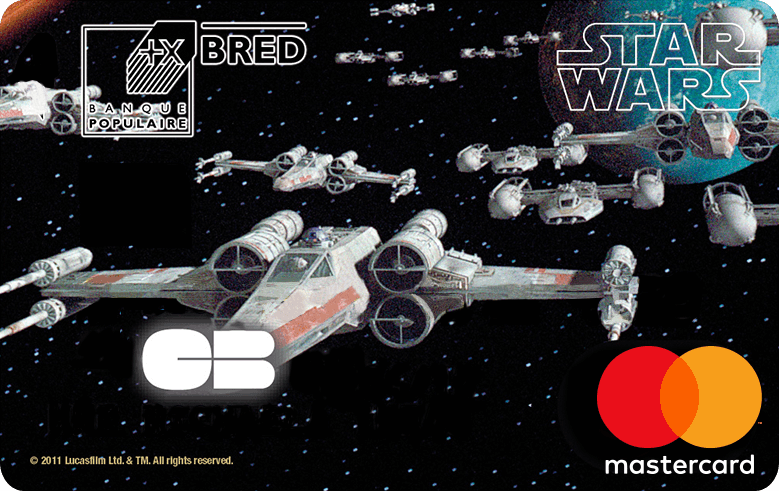 +X BRED
BANQUE
POPULAIRE
STAR
WARS
CB
© 2011 Lucasfilm Ltd. & TM. All rights reserved.
mastercard